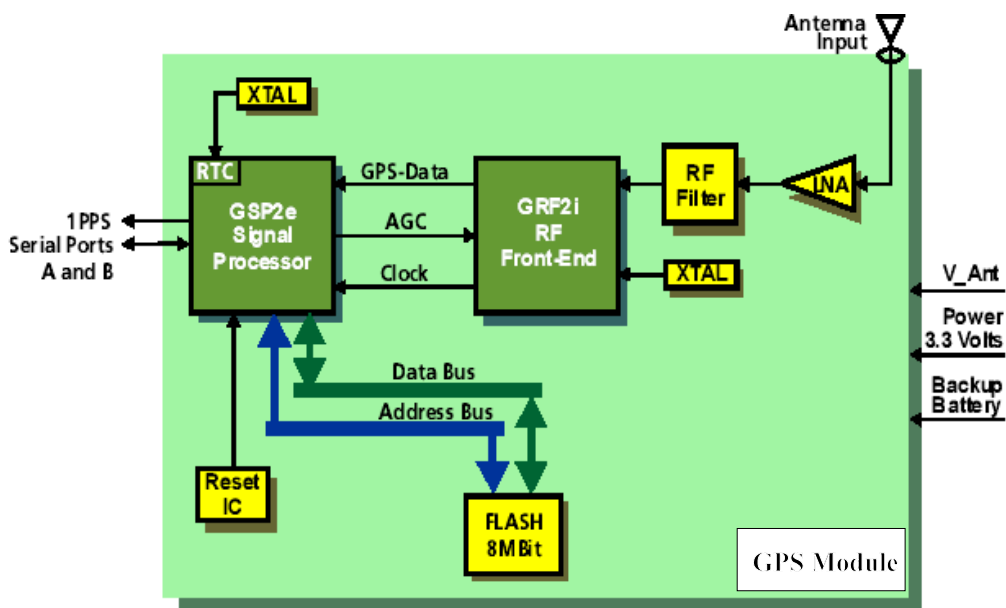 Antenna
Input
XTAL
RTC
GSP2e
Signal
Processor
GPS-Data
AGC
Clock
GRF2i
RF
Front-End
RF
Filter
LNA
XTAL
1PPS
Serial Ports
A and B
V_Ant
Power
3.3 Volts
Backup
Battery
Data Bus
Address Bus
Reset
IC
FLASH
8MBit
GPS Module